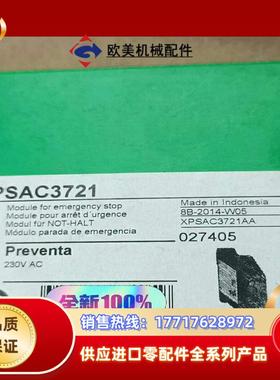 欧美机械配件
PSAC3721
Module for emergency stop
Module pour arrêt d´urgence
Modul für NOT-HALT
Módulo parada de emergencia
Made in Indonesia
8B-2014-W05
XPSAC3721AA
027405
Preventa
230V AC
全新100%
品质
保证
销售热线：17717628972
供应进口零配件全系列产品